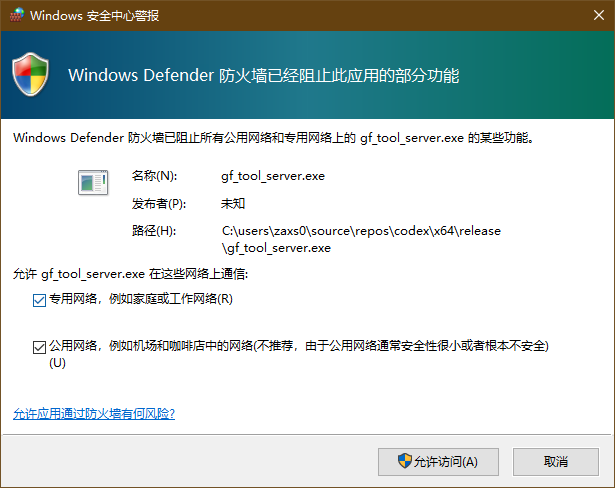 Windows 安全中心警报
Windows Defender 防火墙已经阻止此应用的部分功能
Windows Defender 防火墙已阻止所有公用网络和专用网络上的 gf_tool_server.exe 的某些功能。
名称(N): gf_tool_server.exe
发布者(P): 未知
路径(H): C:\users\zaxs0\source\repos\codex\x64\release
\gf_tool_server.exe
允许 gf_tool_server.exe 在这些网络上通信:
专用网络，例如家庭或工作网络(R)
公用网络，例如机场和咖啡店中的网络(不推荐，由于公用网络通常安全性很小或者根本不安全)
(U)
允许应用通过防火墙有何风险?
允许访问(A) 取消